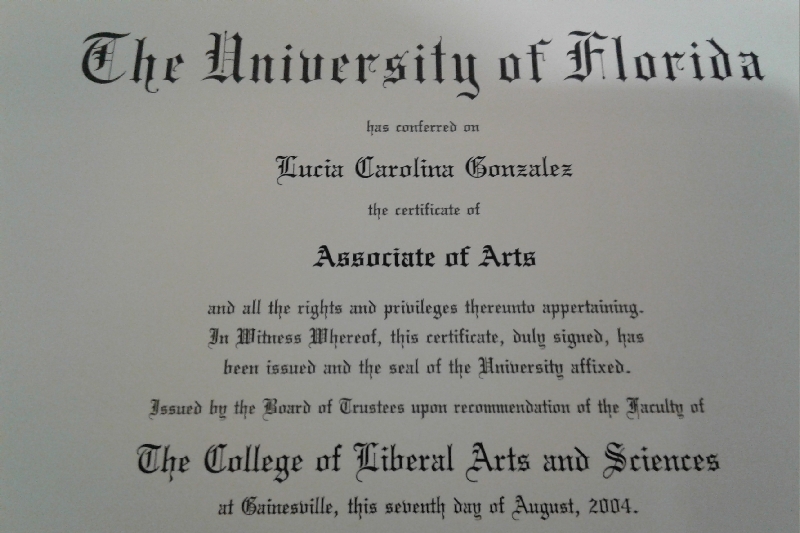 The University of Florida
has conferred on
Lucia Carolina Gonzalez
the certificate of
Associate of Arts
and all the rights and privileges thereunto appertaining.
In Witness Whereof, this certificate, duly signed, has
been issued and the seal of the University affixed.
Issued by the Board of Trustees upon recommendation of the Faculty of
The College of Liberal Arts and Sciences
at Gainesville, this seventh day of August, 2004.